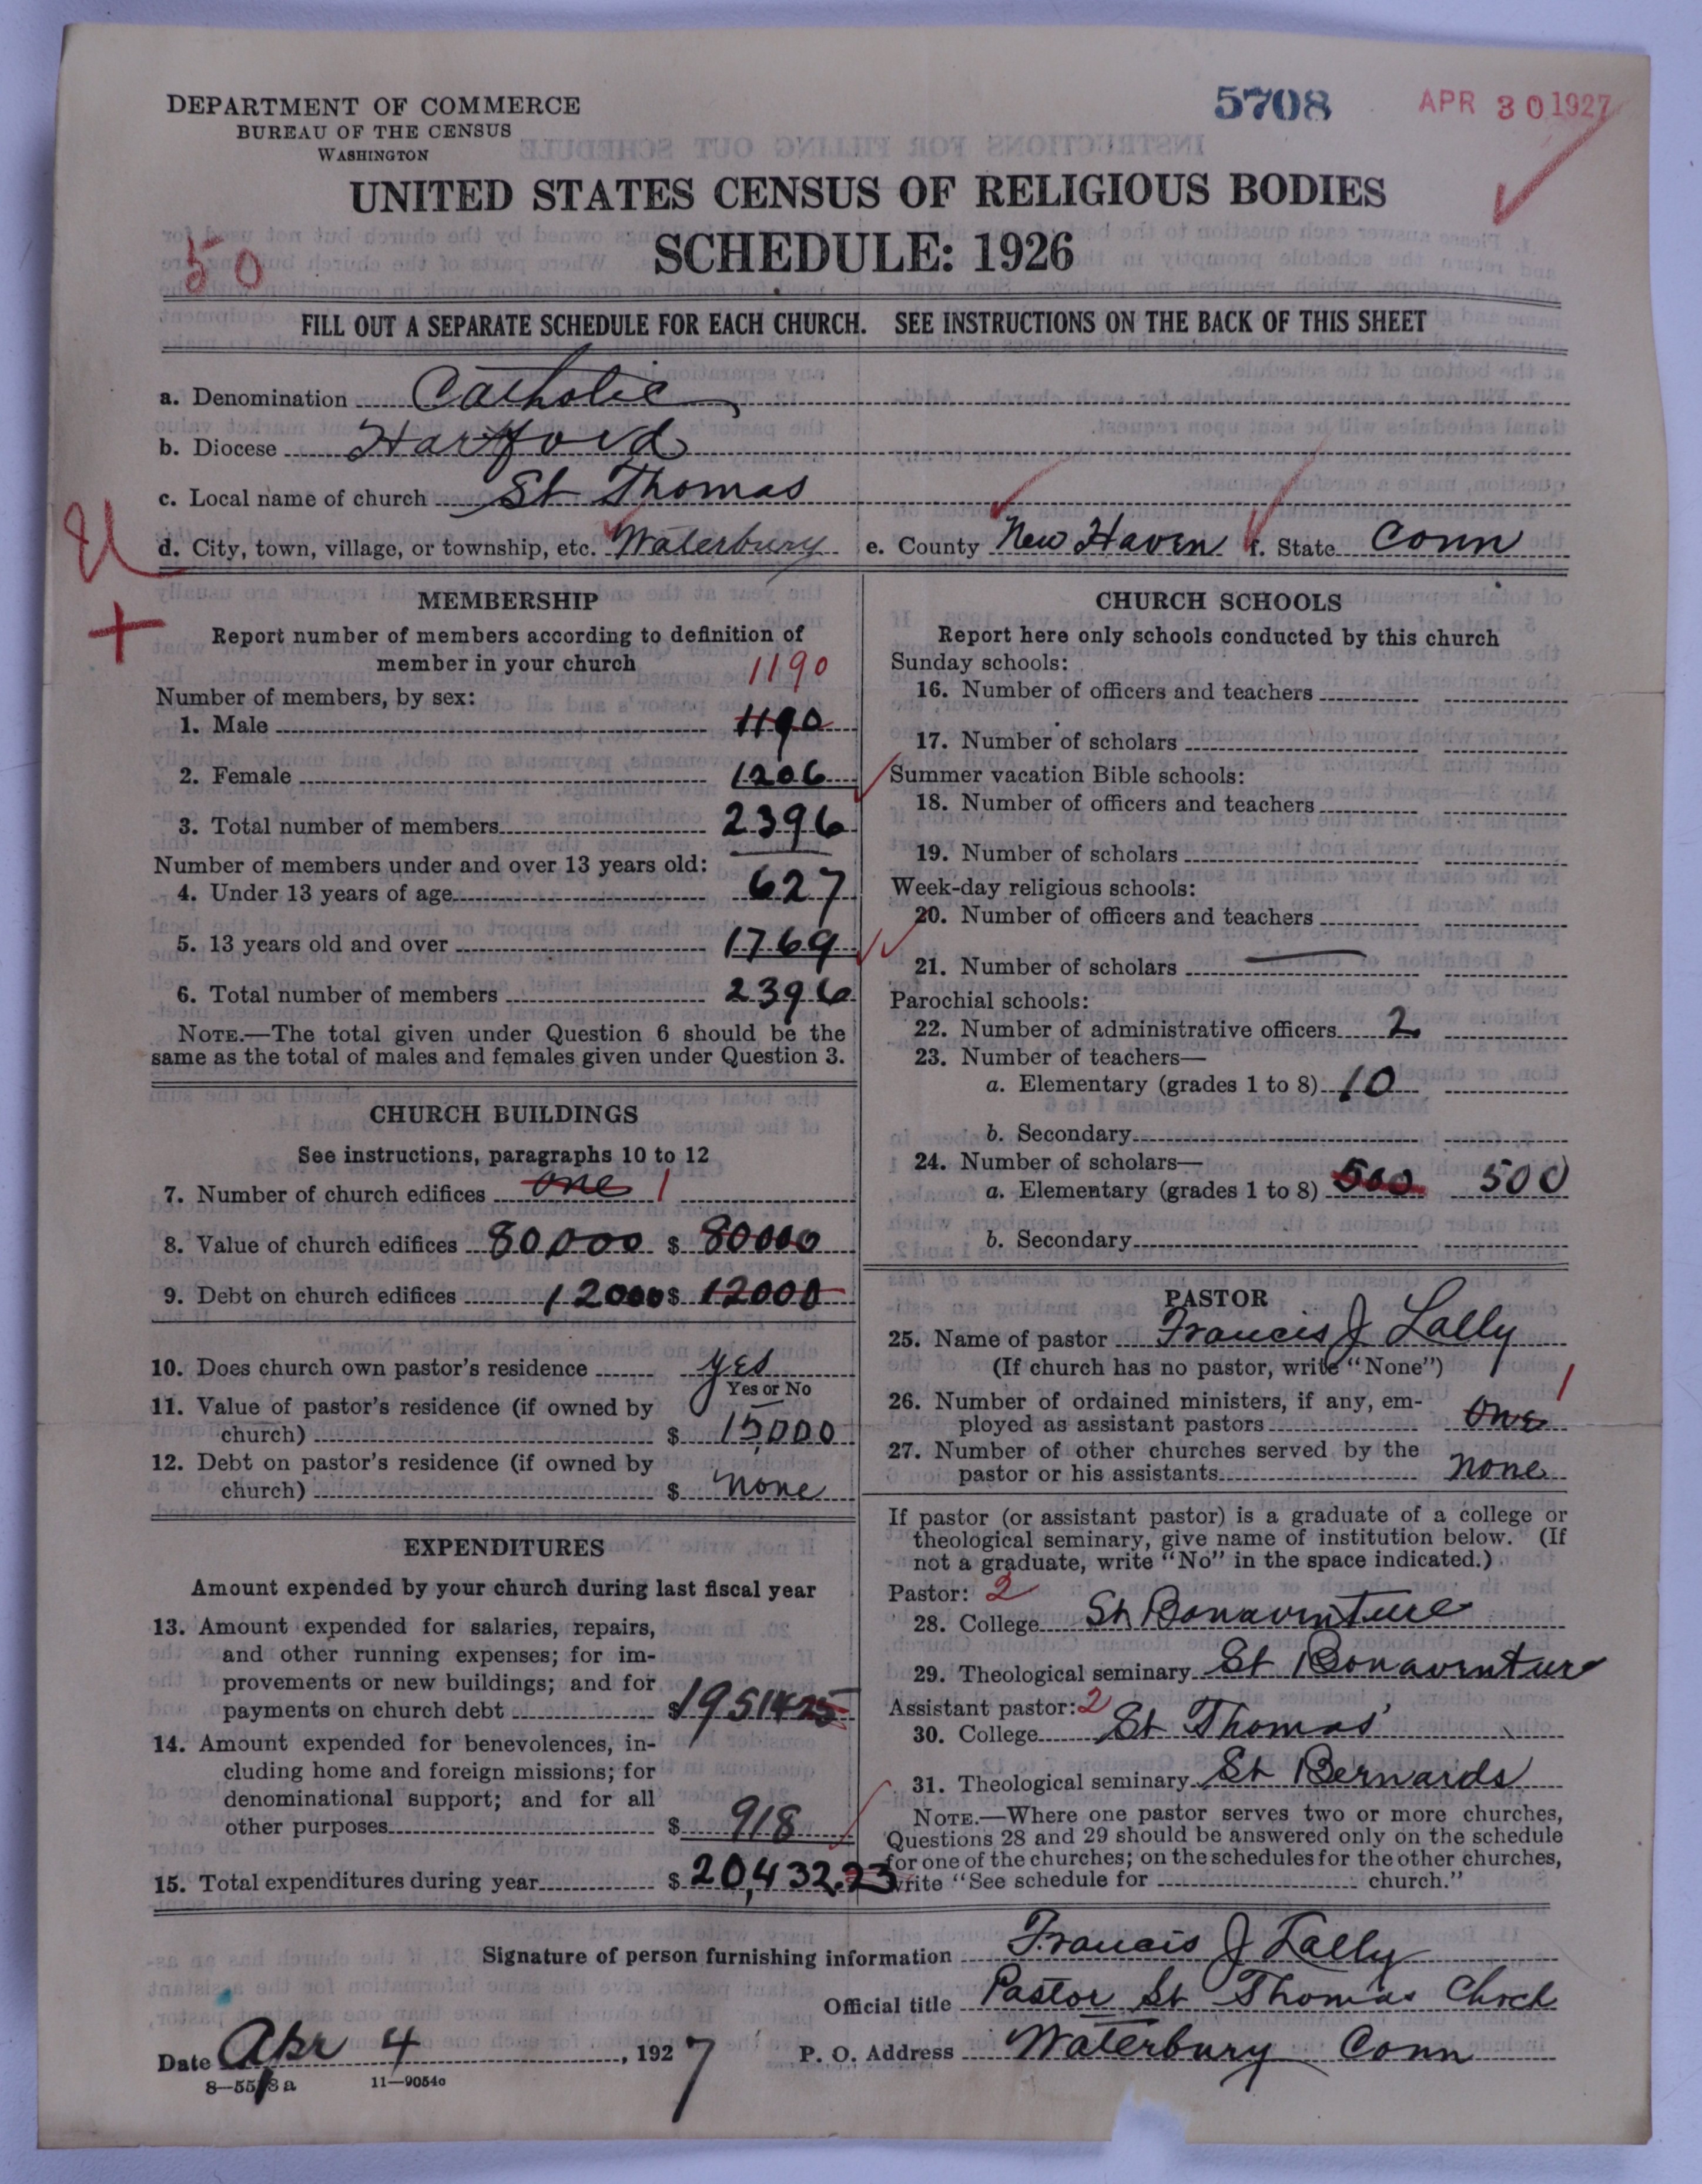 DEPARTMENT OF COMMERCE
BUREAU OF THE CENSUS
WASHINGTON
5708
APR 30 1927
UNITED STATES CENSUS OF RELIGIOUS BODIES
SCHEDULE: 1926
50
FILL OUT A SEPARATE SCHEDULE FOR EACH CHURCH. SEE INSTRUCTIONS ON THE BACK OF THIS SHEET
a. Denomination Catholic
b. Diocese Hartford
c. Local name of church St Thomas
d. City, town, village, or township, etc. Waterbury e. County New Haven f. State Conn
MEMBERSHIP
Report number of members according to definition of
member in your church 1190
Number of members, by sex:
1. Male 1190
2. Female 1206
3. Total number of members 2396
Number of members under and over 13 years old:
4. Under 13 years of age 627
5. 13 years old and over 1769
6. Total number of members 2396
NOTE.—The total given under Question 6 should be the
same as the total of males and females given under Question 3.
CHURCH BUILDINGS
See instructions, paragraphs 10 to 12
7. Number of church edifices one 1
8. Value of church edifices 80,000 $ 80000
9. Debt on church edifices 12000 $ 12000
10. Does church own pastor's residence yes
Yes or No
11. Value of pastor's residence (if owned by
church) $ 15,000
12. Debt on pastor's residence (if owned by
church) $ none
EXPENDITURES
Amount expended by your church during last fiscal year
13. Amount expended for salaries, repairs,
and other running expenses; for im-
provements or new buildings; and for
payments on church debt $ 19514 25
14. Amount expended for benevolences, in-
cluding home and foreign missions; for
denominational support; and for all
other purposes $ 918
15. Total expenditures during year $ 20,432.23
CHURCH SCHOOLS
Report here only schools conducted by this church
Sunday schools:
16. Number of officers and teachers
17. Number of scholars
Summer vacation Bible schools:
18. Number of officers and teachers
19. Number of scholars
Week-day religious schools:
20. Number of officers and teachers
21. Number of scholars
Parochial schools:
22. Number of administrative officers 2
23. Number of teachers—
a. Elementary (grades 1 to 8) 10
b. Secondary
24. Number of scholars—
a. Elementary (grades 1 to 8) 500 500
b. Secondary
PASTOR
25. Name of pastor Francis J Lally
(If church has no pastor, write "None")
26. Number of ordained ministers, if any, em- 1
ployed as assistant pastors one
27. Number of other churches served by the
pastor or his assistants none
If pastor (or assistant pastor) is a graduate of a college or
theological seminary, give name of institution below. (If
not a graduate, write "No" in the space indicated.)
Pastor: 2
28. College St Bonaventure
29. Theological seminary St Bonaventure
Assistant pastor: 2
30. College St Thomas'
31. Theological seminary St Bernards
NOTE.—Where one pastor serves two or more churches,
Questions 28 and 29 should be answered only on the schedule
for one of the churches; on the schedules for the other churches,
write "See schedule for church."
Signature of person furnishing information Francis J Lally
Official title Pastor St Thomas Chrch
Date Apr 4, 1927 P. O. Address Waterbury Conn
8—5578 a 11—9054o